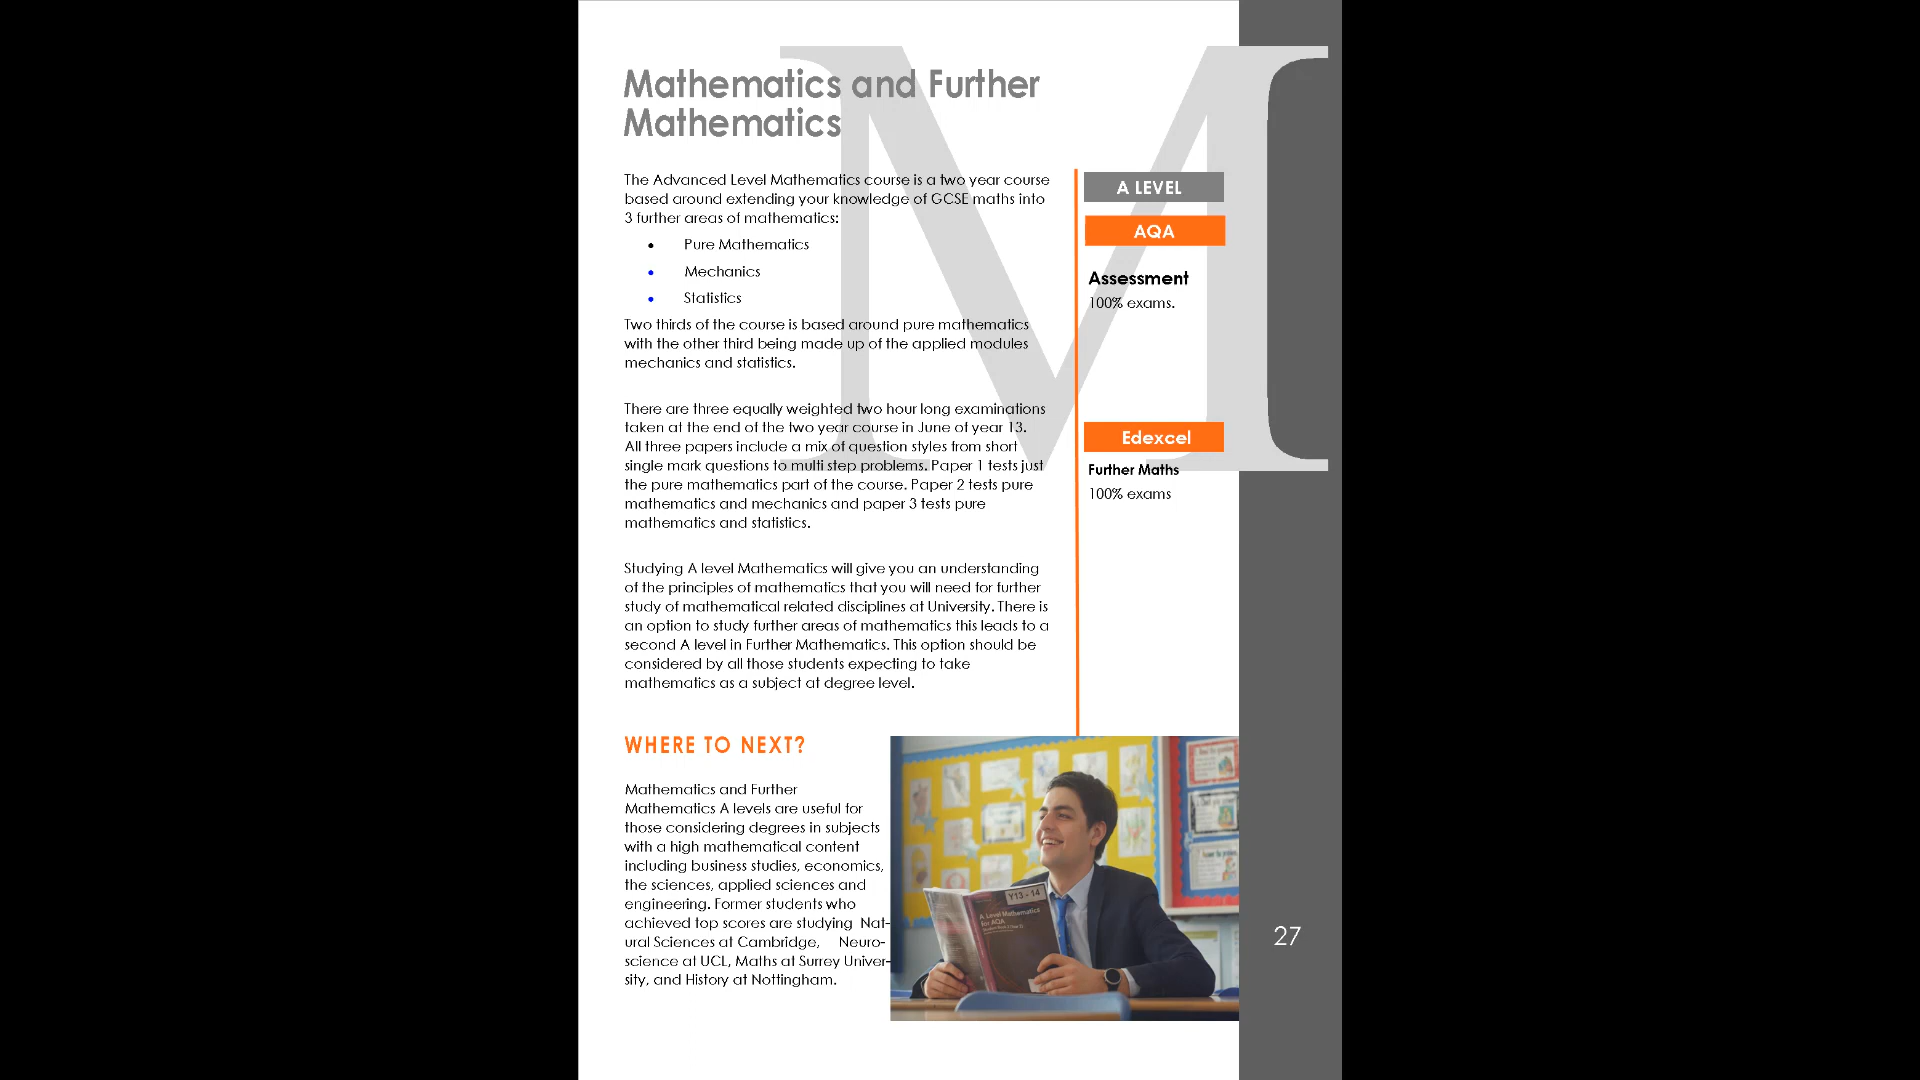 Mathematics and Further
Mathematics
The Advanced Level Mathematics course is a two year course
based around extending your knowledge of GCSE maths into
3 further areas of mathematics:
• Pure Mathematics
• Mechanics
• Statistics
Two thirds of the course is based around pure mathematics
with the other third being made up of the applied modules
mechanics and statistics.
There are three equally weighted two hour long examinations
taken at the end of the two year course in June of year 13.
All three papers include a mix of question styles from short
single mark questions to multi step problems. Paper 1 tests just
the pure mathematics part of the course. Paper 2 tests pure
mathematics and mechanics and paper 3 tests pure
mathematics and statistics.
Studying A level Mathematics will give you an understanding
of the principles of mathematics that you will need for further
study of mathematical related disciplines at University. There is
an option to study further areas of mathematics this leads to a
second A level in Further Mathematics. This option should be
considered by all those students expecting to take
mathematics as a subject at degree level.
WHERE TO NEXT?
Mathematics and Further
Mathematics A levels are useful for
those considering degrees in subjects
with a high mathematical content
including business studies, economics,
the sciences, applied sciences and
engineering. Former students who
achieved top scores are studying Nat-
ural Sciences at Cambridge, Neuro-
science at UCL, Maths at Surrey Univer-
sity, and History at Nottingham.
M
A LEVEL
AQA
Assessment
100% exams.
Edexcel
Further Maths
100% exams
Y13 - 14
A Level Mathematics
for AQA
27